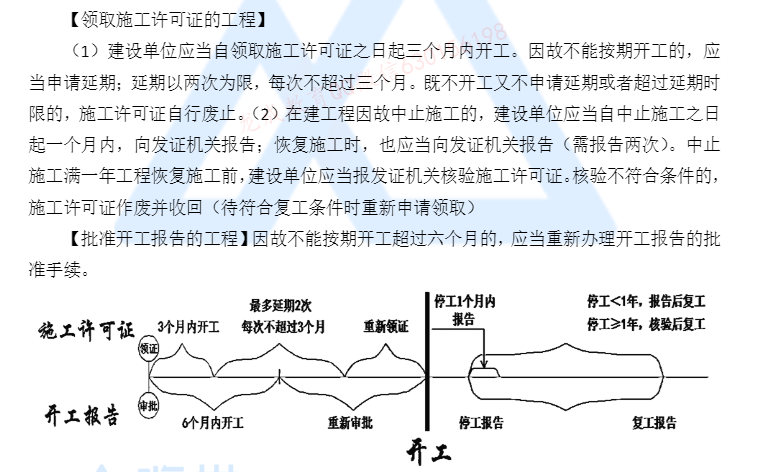 【领取施工许可证的工程】
（1）建设单位应当自领取施工许可证之日起三个月内开工。因故不能按期开工的，应
当申请延期；延期以两次为限，每次不超过三个月。既不开工又不申请延期或者超过延期时
限的，施工许可证自行废止。（2）在建工程因故中止施工的，建设单位应当自中止施工之日
起一个月内，向发证机关报告；恢复施工时，也应当向发证机关报告（需报告两次）。中止
施工满一年工程恢复施工前，建设单位应当报发证机关核验施工许可证。核验不符合条件的，
施工许可证作废并收回（待符合复工条件时重新申请领取）
【批准开工报告的工程】因故不能按期开工超过六个月的，应当重新办理开工报告的批
准手续。
最多延期2次
停工1个月内
停工＜1年，报告后复工
施工许可证
3个月内开工
每次不超过3个月
重新领证
报告
停工≥1年，核验后复工
领证
审批
开工报告
6个月内开工
重新审批
停工报告
复工报告
开工